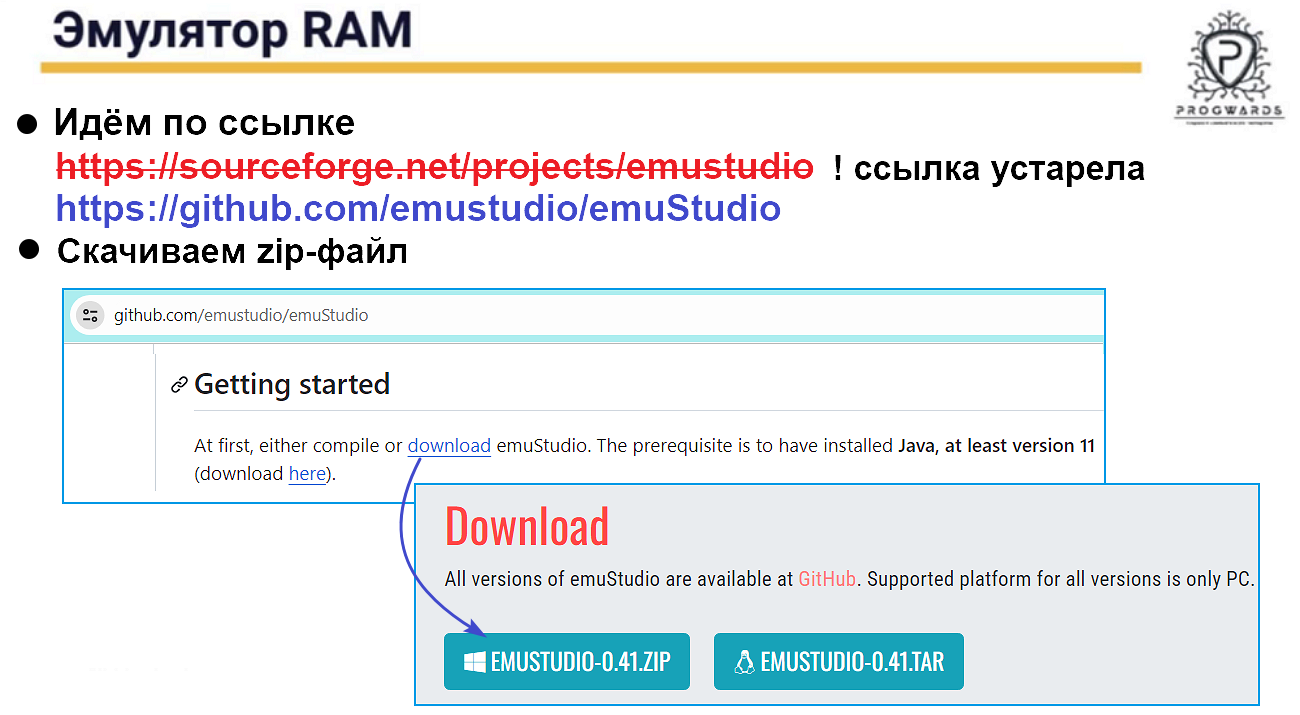 Эмулятор RAM
PROGWARDS
Идём по ссылке
https://sourceforge.net/projects/emustudio ! ссылка устарела
https://github.com/emustudio/emuStudio
Скачиваем zip-файл
github.com/emustudio/emuStudio
Getting started
At first, either compile or download emuStudio. The prerequisite is to have installed Java, at least version 11
(download here).
Download
All versions of emuStudio are available at GitHub. Supported platform for all versions is only PC.
EMUSTUDIO-0.41.ZIP EMUSTUDIO-0.41.TAR